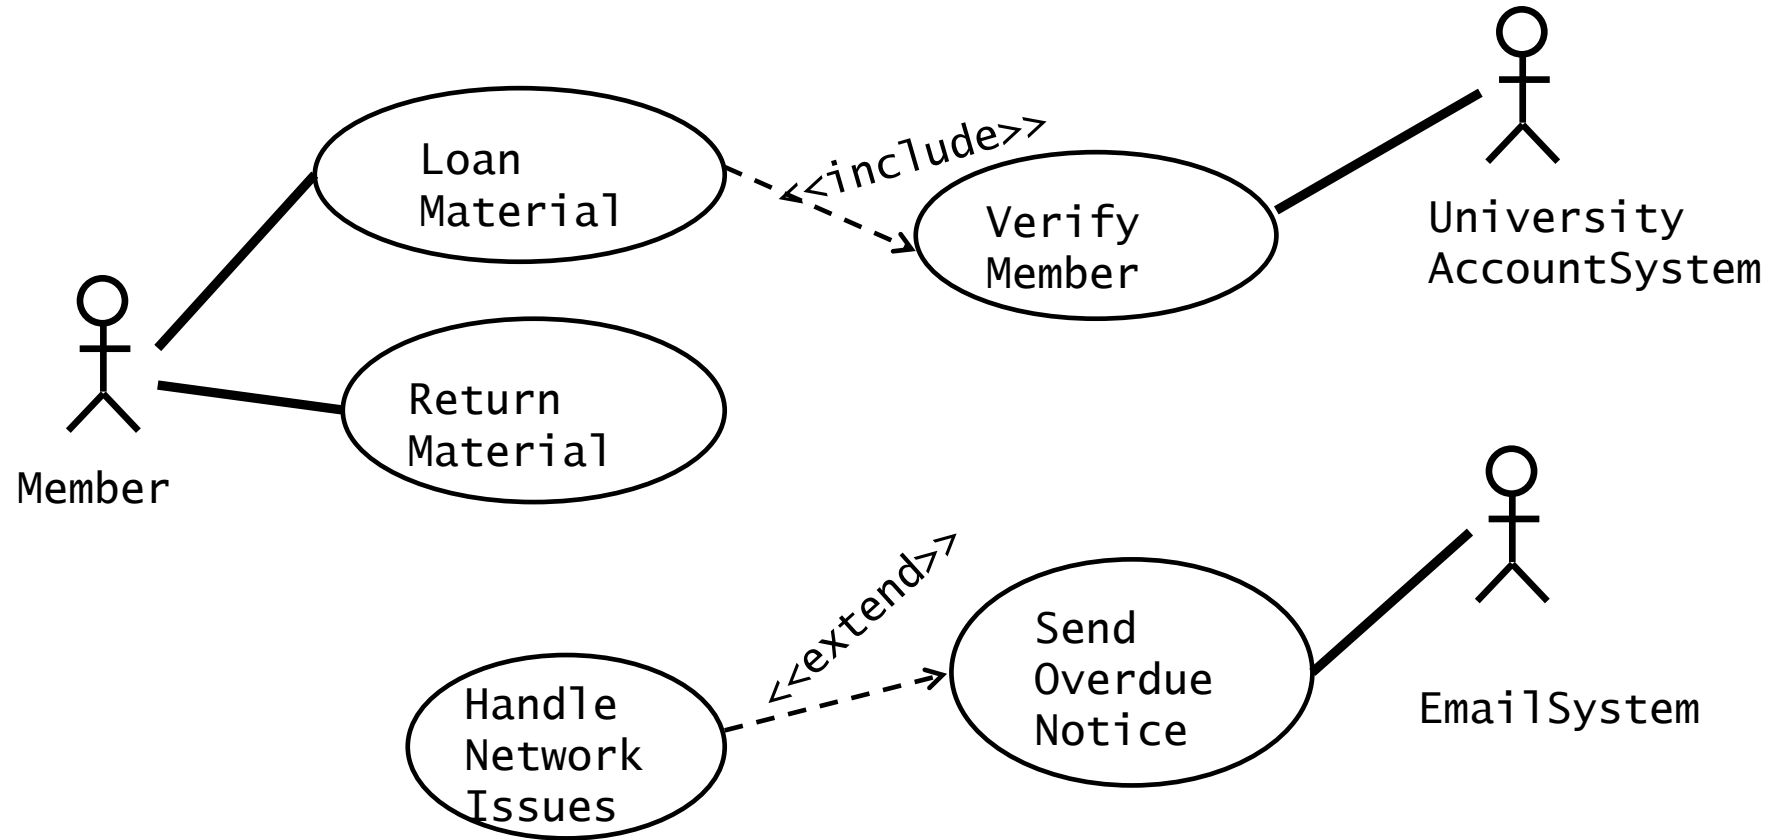 Loan
Material
<<include>>
Verify
Member
University
AccountSystem
Member
Return
Material
<<extend>>
Handle
Network
Issues
Send
Overdue
Notice
EmailSystem